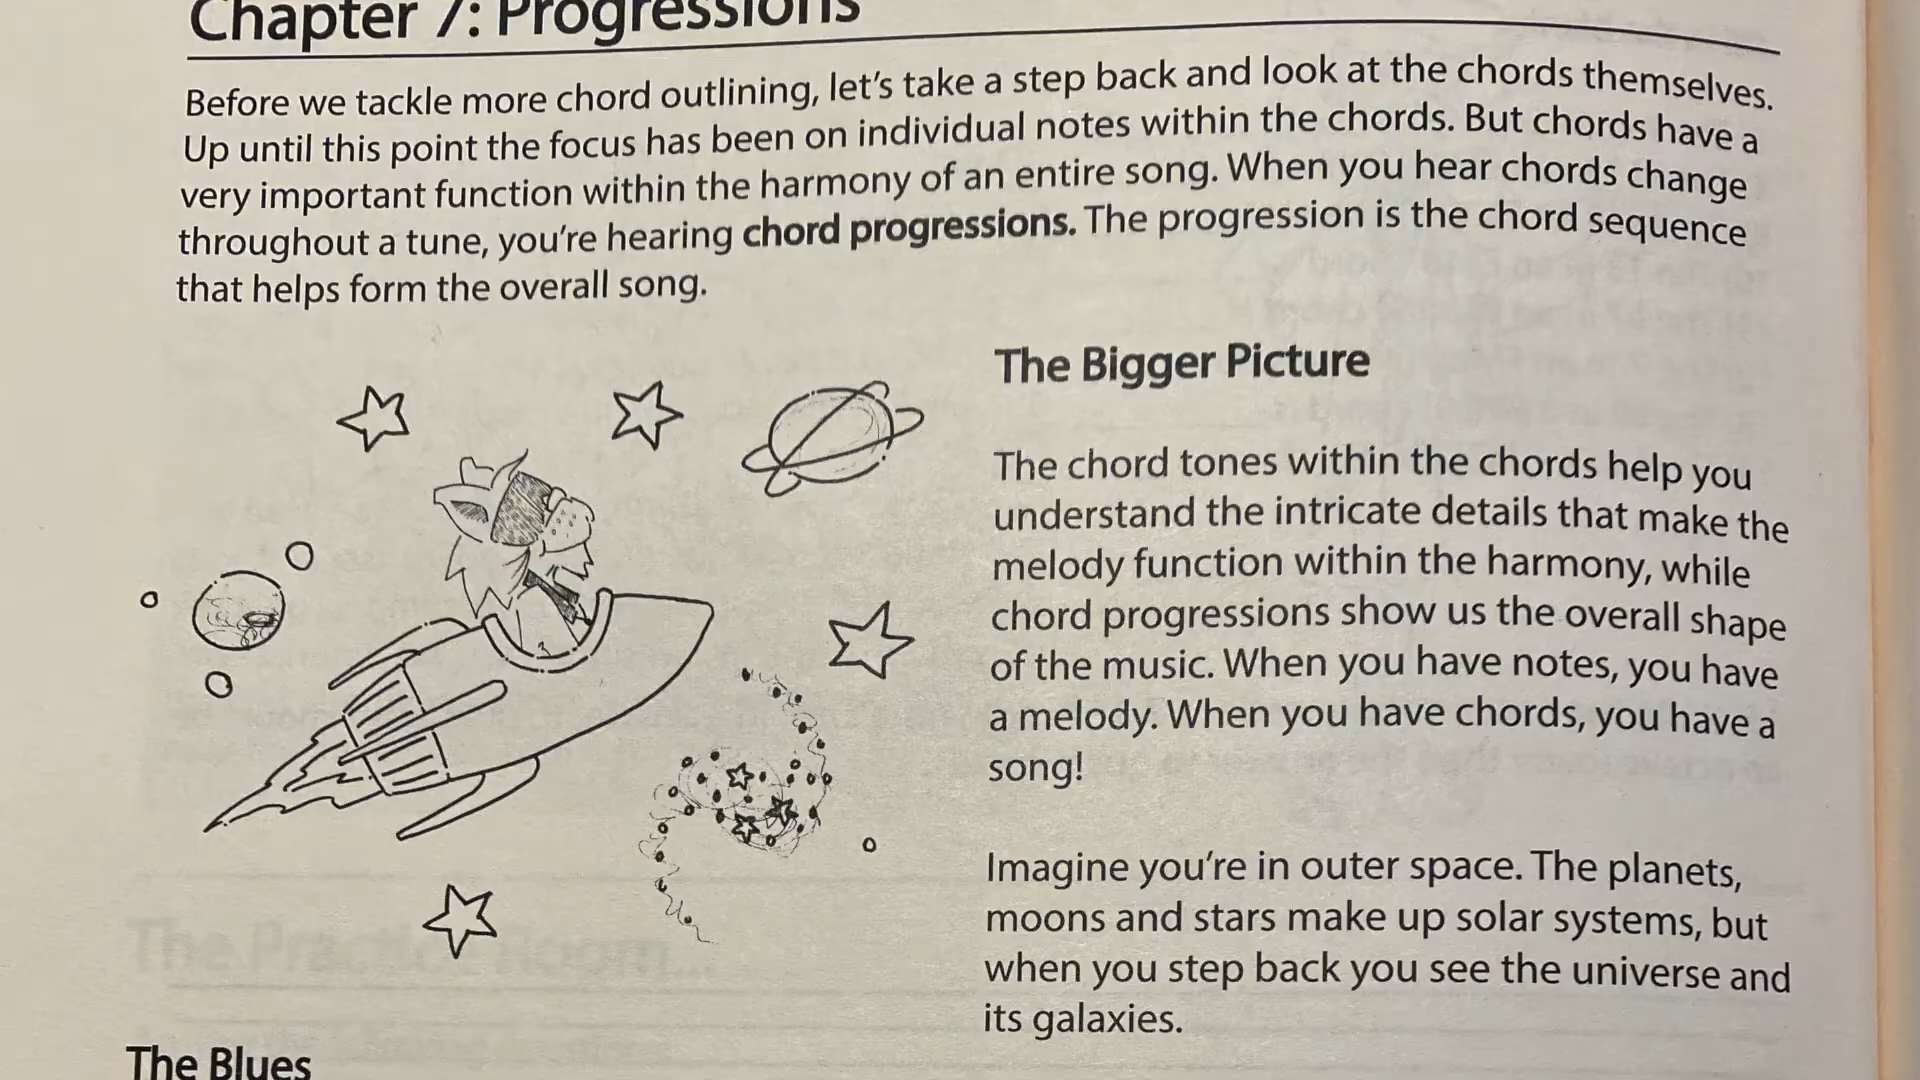 Chapter 7: Progressions
Before we tackle more chord outlining, let's take a step back and look at the chords themselves.
Up until this point the focus has been on individual notes within the chords. But chords have a
very important function within the harmony of an entire song. When you hear chords change
throughout a tune, you're hearing chord progressions. The progression is the chord sequence
that helps form the overall song.
The Bigger Picture
The chord tones within the chords help you
understand the intricate details that make the
melody function within the harmony, while
chord progressions show us the overall shape
of the music. When you have notes, you have
a melody. When you have chords, you have a
song!
Imagine you're in outer space. The planets,
moons and stars make up solar systems, but
when you step back you see the universe and
its galaxies.
The Practice Room...
The Blues